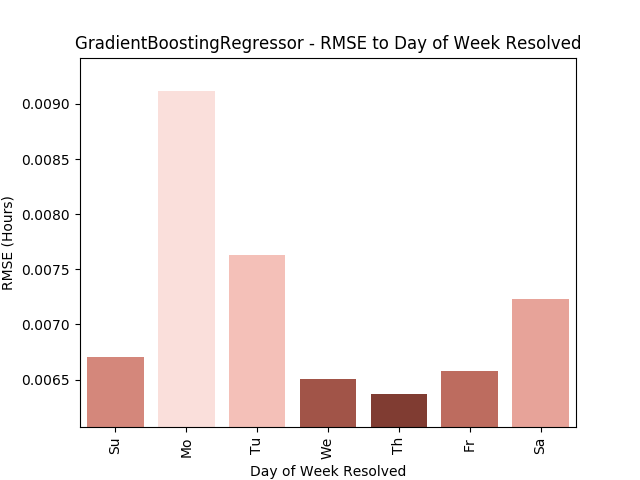 GradientBoostingRegressor - RMSE to Day of Week Resolved
RMSE (Hours)
0.0090
0.0085
0.0080
0.0075
0.0070
0.0065
Su
Mo
Tu
We
Th
Fr
Sa
Day of Week Resolved